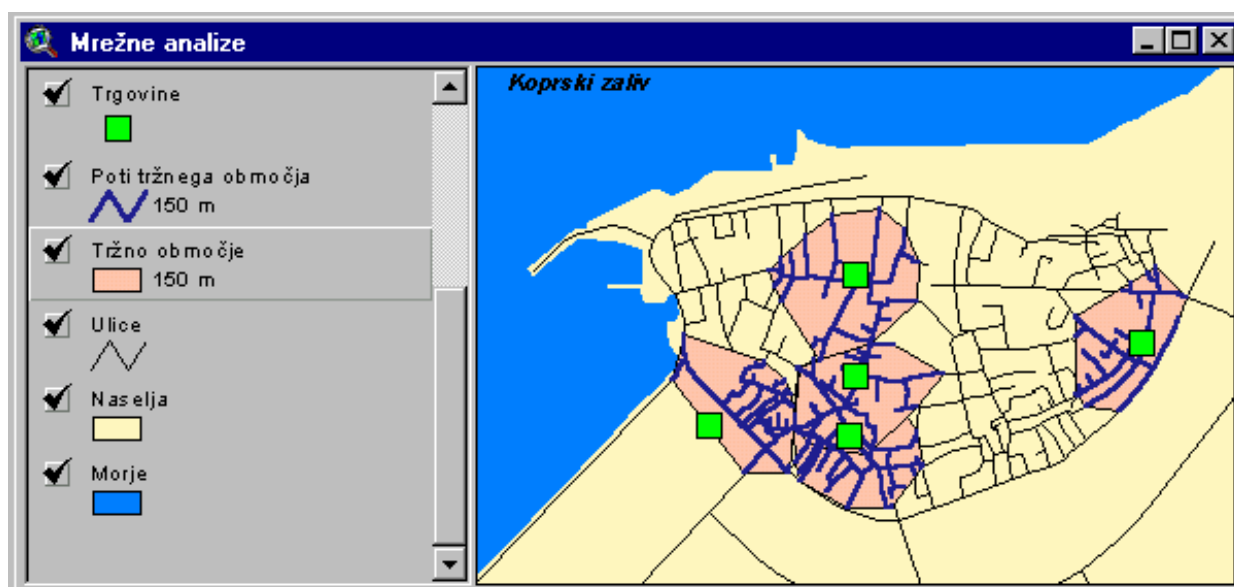 Mrežne analize
Trgovine
Poti tržnega območja
150 m
Tržno območje
150 m
Ulice
Naselja
Morje
Koprski zaliv